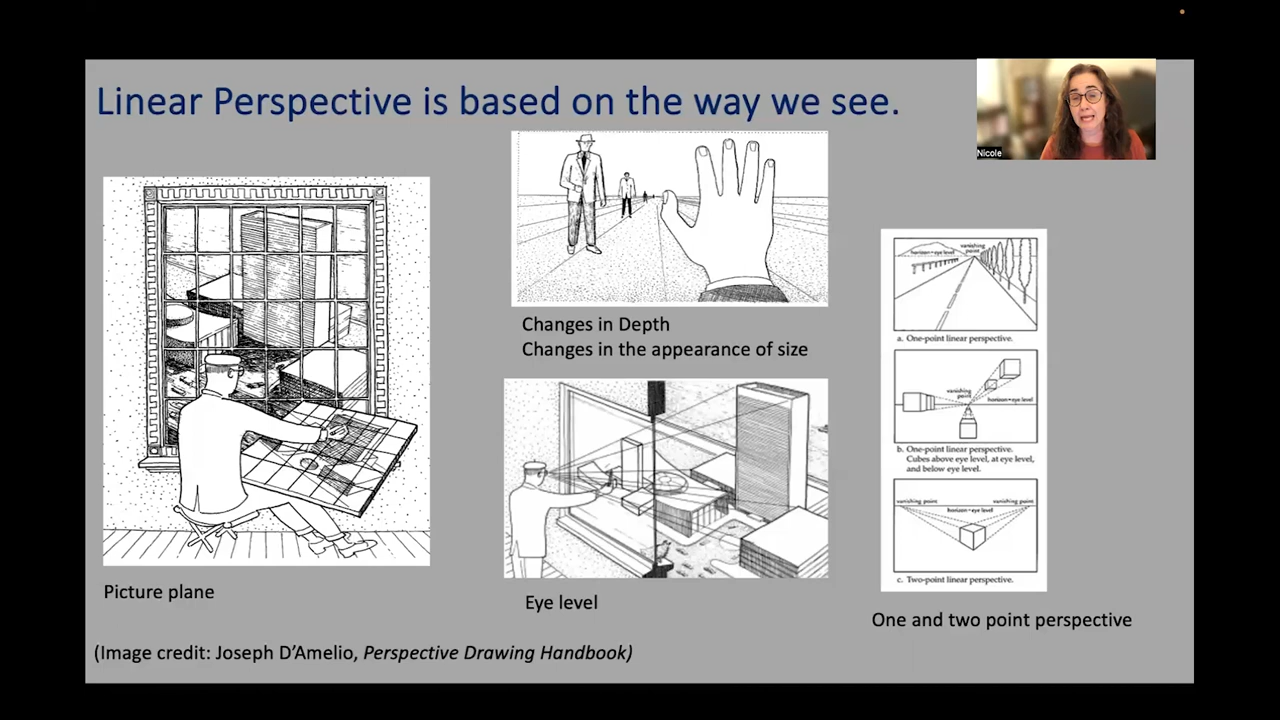 Linear Perspective is based on the way we see.
Nicole
Changes in Depth
Changes in the appearance of size
Picture plane
Eye level
vanishing
point
horizon=eye level
a. One-point linear perspective.
vanishing
point
horizon=eye level
b. One-point linear perspective.
Cubes above eye level, at eye level,
and below eye level.
vanishing point
vanishing point
horizon=eye level
c. Two-point linear perspective.
One and two point perspective
(Image credit: Joseph D’Amelio, Perspective Drawing Handbook)